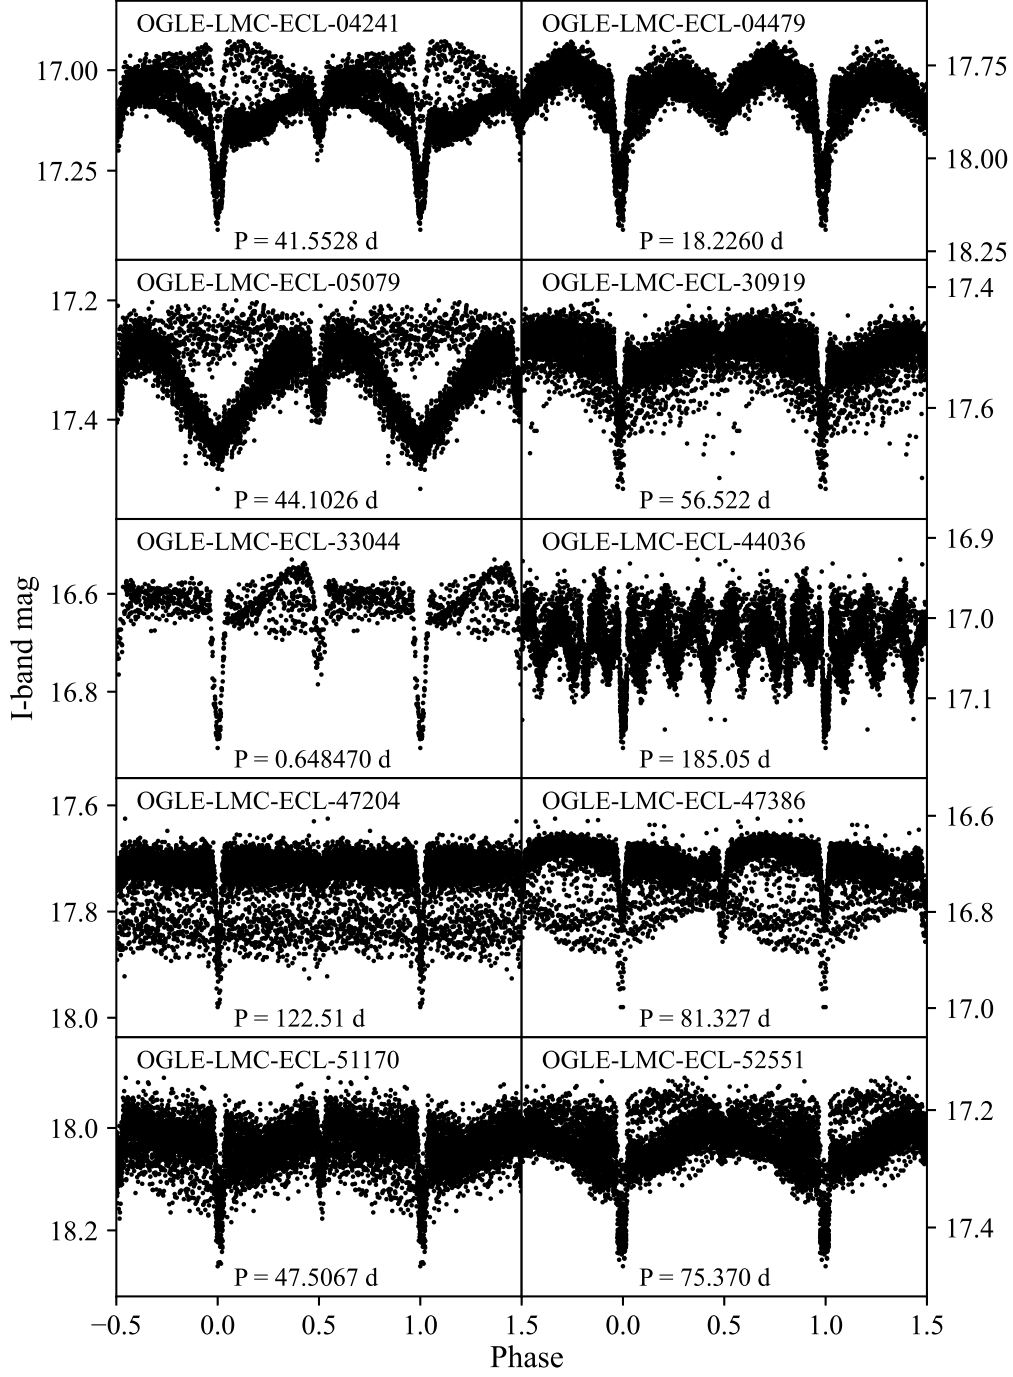 OGLE-LMC-ECL-04241
OGLE-LMC-ECL-04479
17.00
17.25
17.75
18.00
18.25
P = 41.5528 d
P = 18.2260 d
OGLE-LMC-ECL-05079
OGLE-LMC-ECL-30919
17.2
17.4
17.4
17.6
P = 44.1026 d
P = 56.522 d
OGLE-LMC-ECL-33044
OGLE-LMC-ECL-44036
16.6
16.8
16.9
17.0
17.1
P = 0.648470 d
P = 185.05 d
I-band mag
OGLE-LMC-ECL-47204
OGLE-LMC-ECL-47386
17.6
17.8
18.0
16.6
16.8
17.0
P = 122.51 d
P = 81.327 d
OGLE-LMC-ECL-51170
OGLE-LMC-ECL-52551
18.0
18.2
17.2
17.4
P = 47.5067 d
P = 75.370 d
−0.5 0.0 0.5 1.0 1.5 0.0 0.5 1.0 1.5
Phase